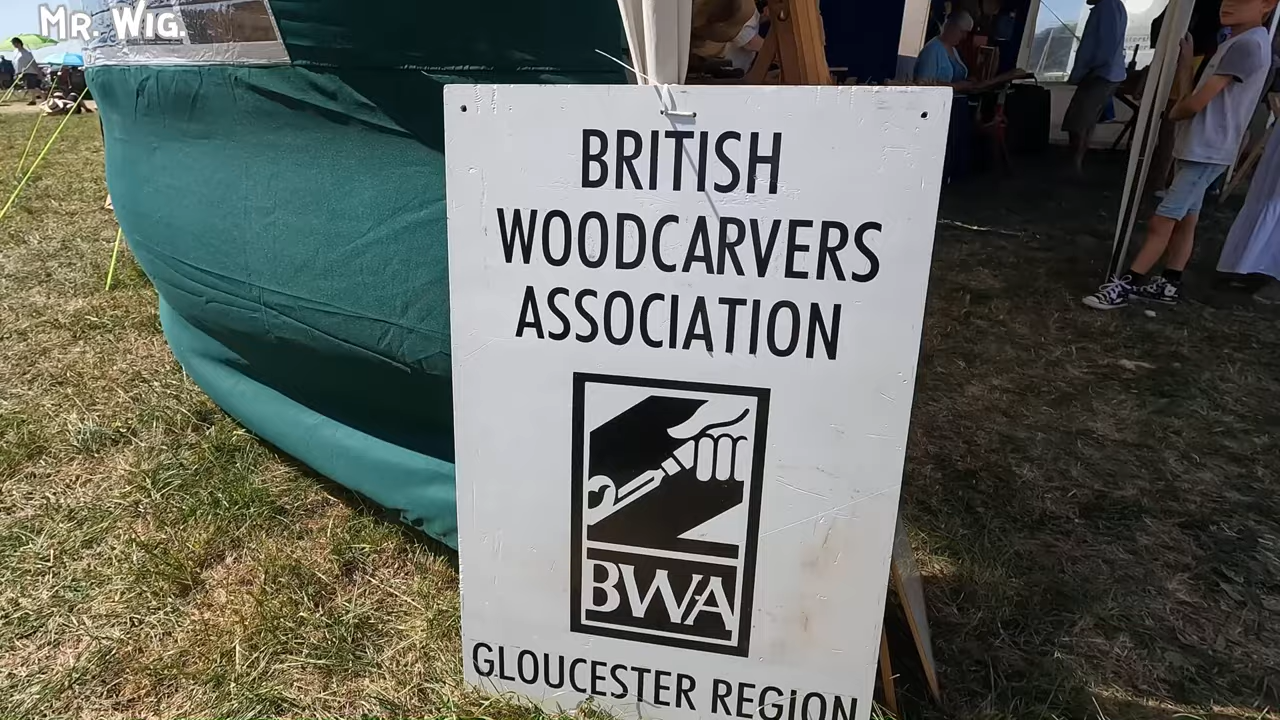 MR. WIG.
BRITISH
WOODCARVERS
ASSOCIATION
BWA
GLOUCESTER REGION